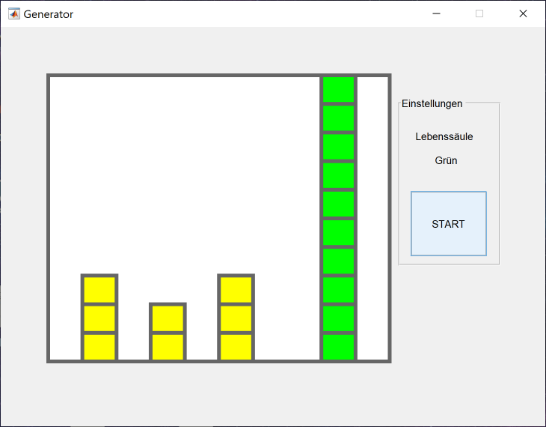 Generator
Einstellungen
Lebenssäule
Grün
START